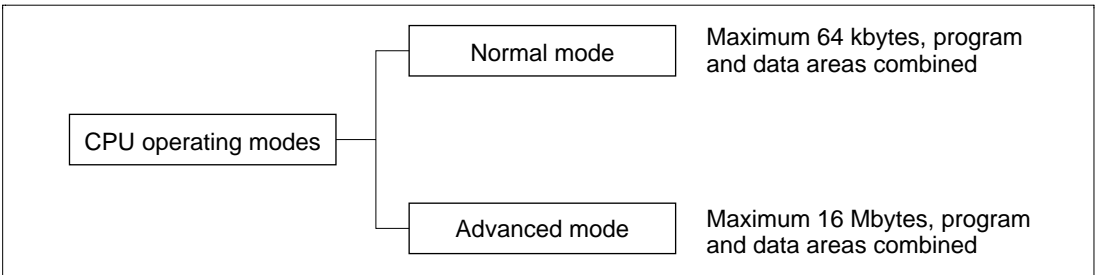 Normal mode
Maximum 64 kbytes, program
and data areas combined
CPU operating modes
Advanced mode
Maximum 16 Mbytes, program
and data areas combined